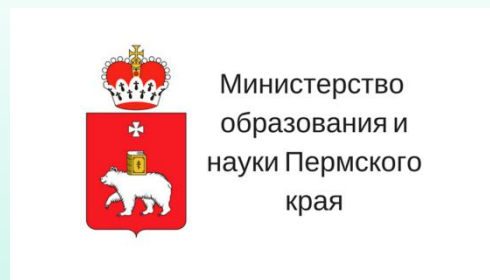 Министерство
образования и
науки Пермского
края